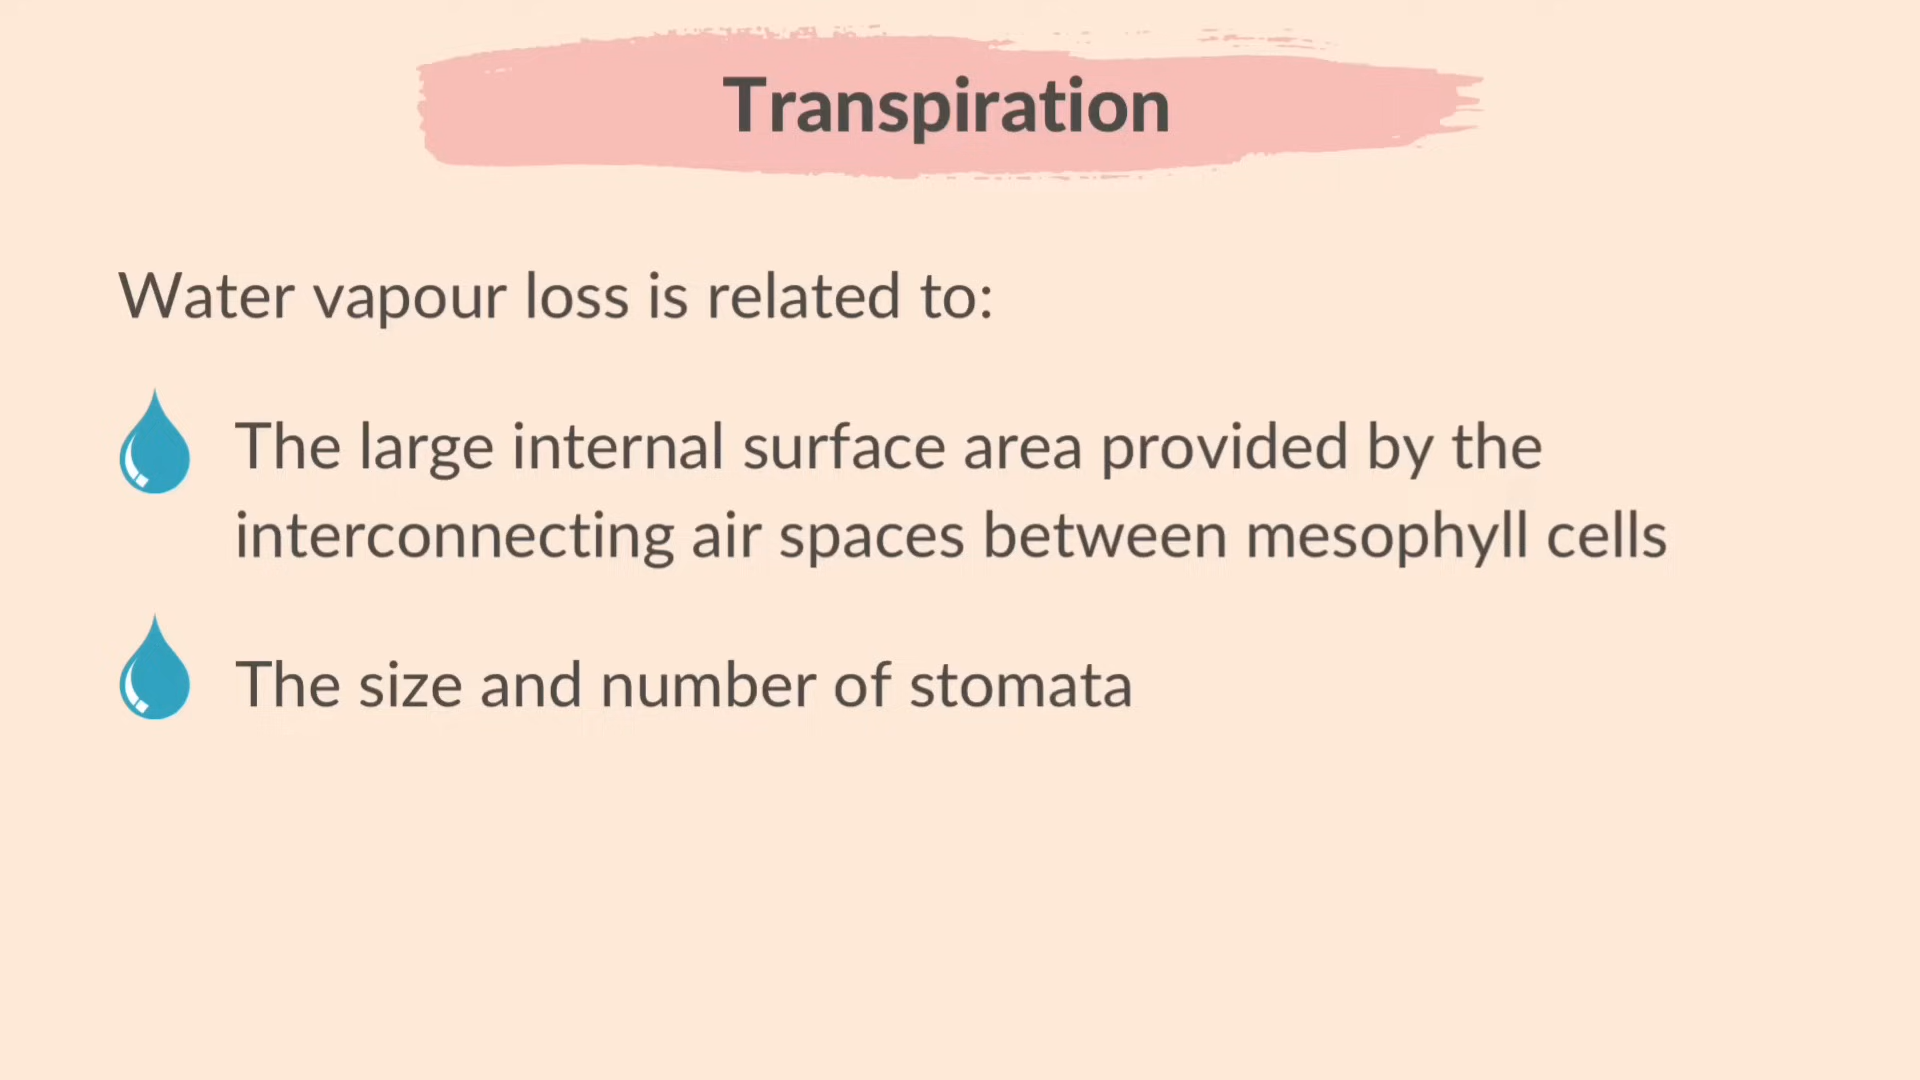 Transpiration
Water vapour loss is related to:
The large internal surface area provided by the
interconnecting air spaces between mesophyll cells
The size and number of stomata